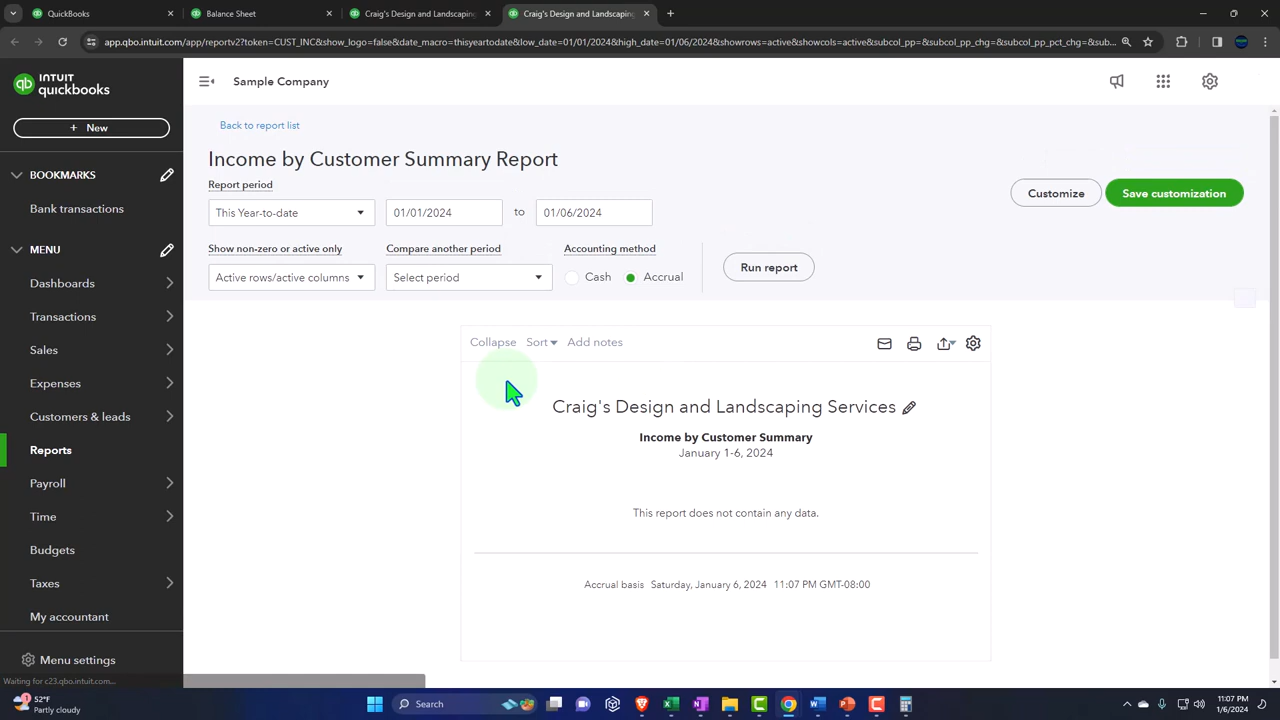 QuickBooks
Balance Sheet
Craig's Design and Landscaping
Craig's Design and Landscaping
app.qbo.intuit.com/app/reportv2?token=CUST_INC&show_logo=false&date_macro=thisyeartodate&low_date=01/01/2024&high_date=01/06/2024&showrows=active&showcols=active&subcol_pp=&subcol_pp_chg=&subcol_pp_pct_chg=&su...
INTUIT
quickbooks
Sample Company
+ New
Back to report list
BOOKMARKS
Bank transactions
MENU
Dashboards
Transactions
Sales
Expenses
Customers & leads
Reports
Payroll
Time
Budgets
Taxes
My accountant
Menu settings
Income by Customer Summary Report
Report period
This Year-to-date
01/01/2024
to
01/06/2024
Customize
Save customization
Show non-zero or active only
Compare another period
Accounting method
Active rows/active columns
Select period
Cash
Accrual
Run report
Collapse
Sort
Add notes
Craig's Design and Landscaping Services
Income by Customer Summary
January 1-6, 2024
This report does not contain any data.
Accrual basis Saturday, January 6, 2024 11:07 PM GMT-08:00
Waiting for c23.qbo.intuit.com...
1
52°F
Partly cloudy
Search
11:07 PM
1/6/2024